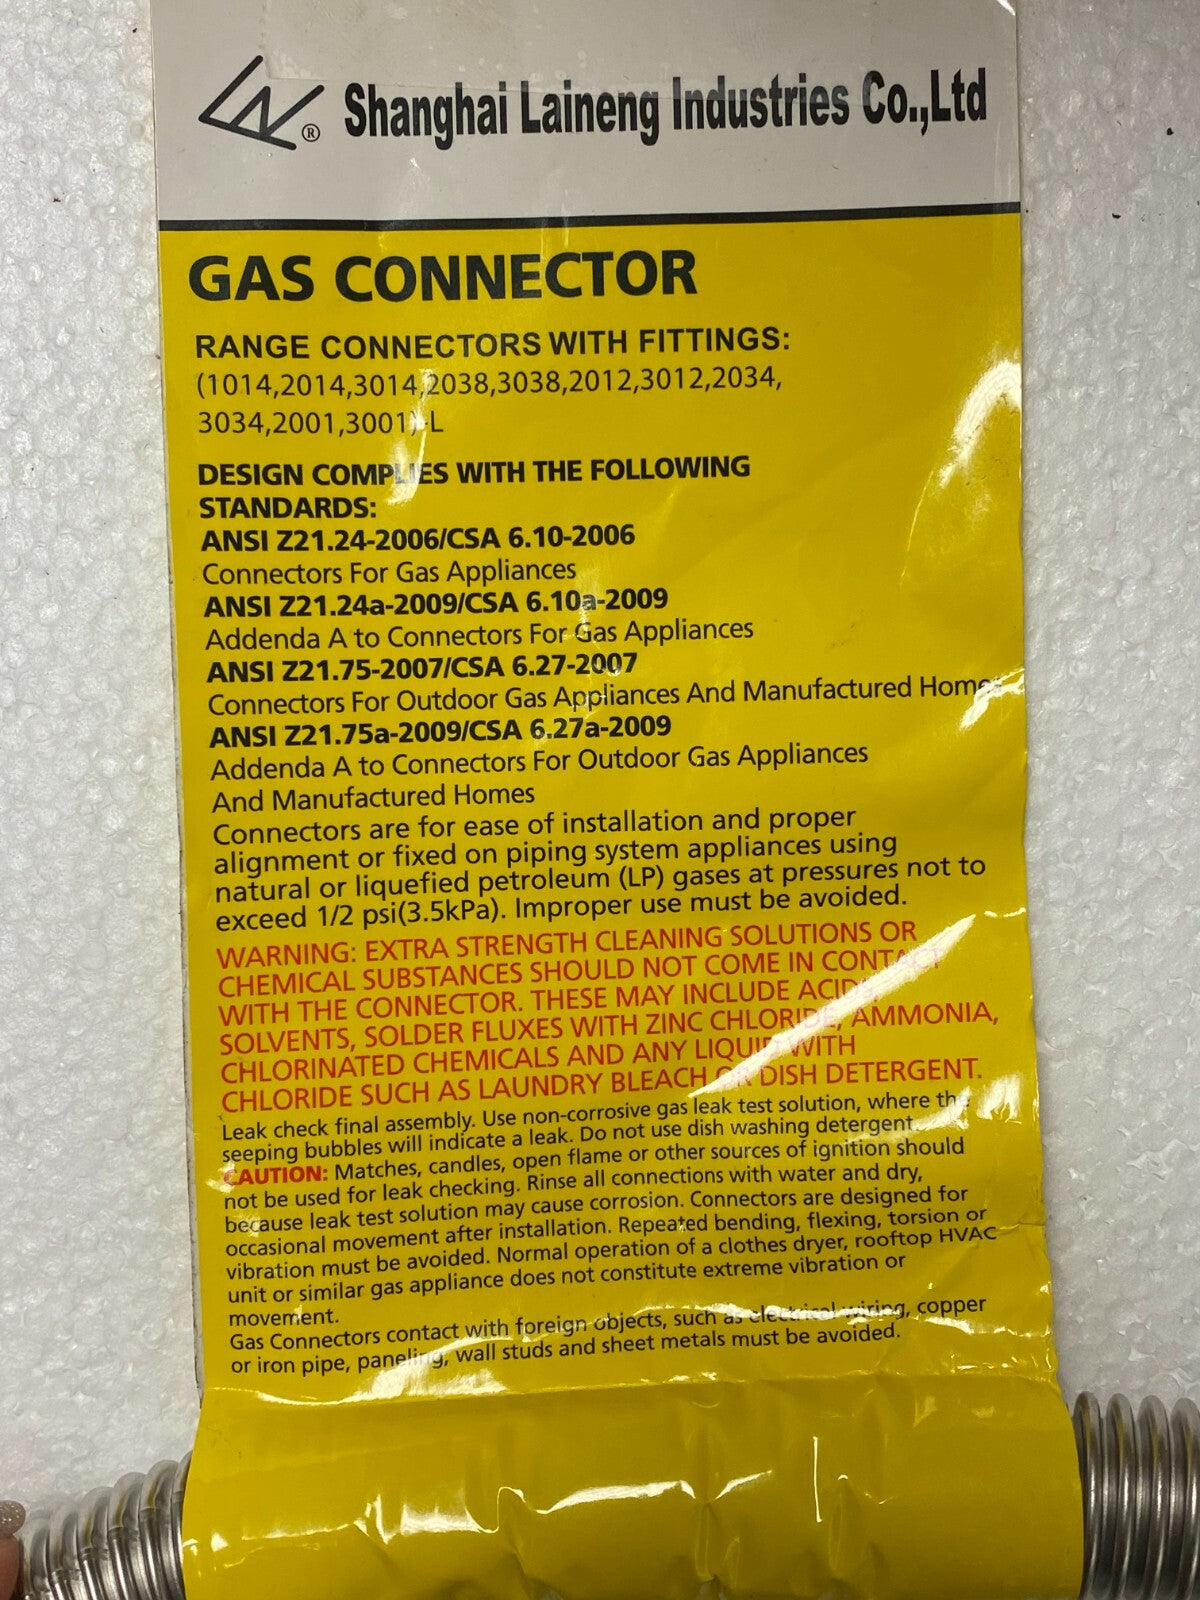 LN® Shanghai Laineng Industries Co.,Ltd
GAS CONNECTOR
RANGE CONNECTORS WITH FITTINGS:
(1014,2014,3014,2038,3038,2012,3012,2034,
3034,2001,3001)-L
DESIGN COMPLIES WITH THE FOLLOWING
STANDARDS:
ANSI Z21.24-2006/CSA 6.10-2006
Connectors For Gas Appliances
ANSI Z21.24a-2009/CSA 6.10a-2009
Addenda A to Connectors For Gas Appliances
ANSI Z21.75-2007/CSA 6.27-2007
Connectors For Outdoor Gas Appliances And Manufactured Homes
ANSI Z21.75a-2009/CSA 6.27a-2009
Addenda A to Connectors For Outdoor Gas Appliances
And Manufactured Homes
Connectors are for ease of installation and proper
alignment or fixed on piping system appliances using
natural or liquefied petroleum (LP) gases at pressures not to
exceed 1/2 psi(3.5kPa). Improper use must be avoided.
WARNING: EXTRA STRENGTH CLEANING SOLUTIONS OR
CHEMICAL SUBSTANCES SHOULD NOT COME IN CONTACT
WITH THE CONNECTOR. THESE MAY INCLUDE ACIDS,
SOLVENTS, SOLDER FLUXES WITH ZINC CHLORIDE, AMMONIA,
CHLORINATED CHEMICALS AND ANY LIQUID WITH
CHLORIDE SUCH AS LAUNDRY BLEACH OR DISH DETERGENT.
Leak check final assembly. Use non-corrosive gas leak test solution, where the
seeping bubbles will indicate a leak. Do not use dish washing detergent.
CAUTION: Matches, candles, open flame or other sources of ignition should
not be used for leak checking. Rinse all connections with water and dry,
because leak test solution may cause corrosion. Connectors are designed for
occasional movement after installation. Repeated bending, flexing, torsion or
vibration must be avoided. Normal operation of a clothes dryer, rooftop HVAC
unit or similar gas appliance does not constitute extreme vibration or
movement.
Gas Connectors contact with foreign objects, such as electrical wiring, copper
or iron pipe, paneling, wall studs and sheet metals must be avoided.